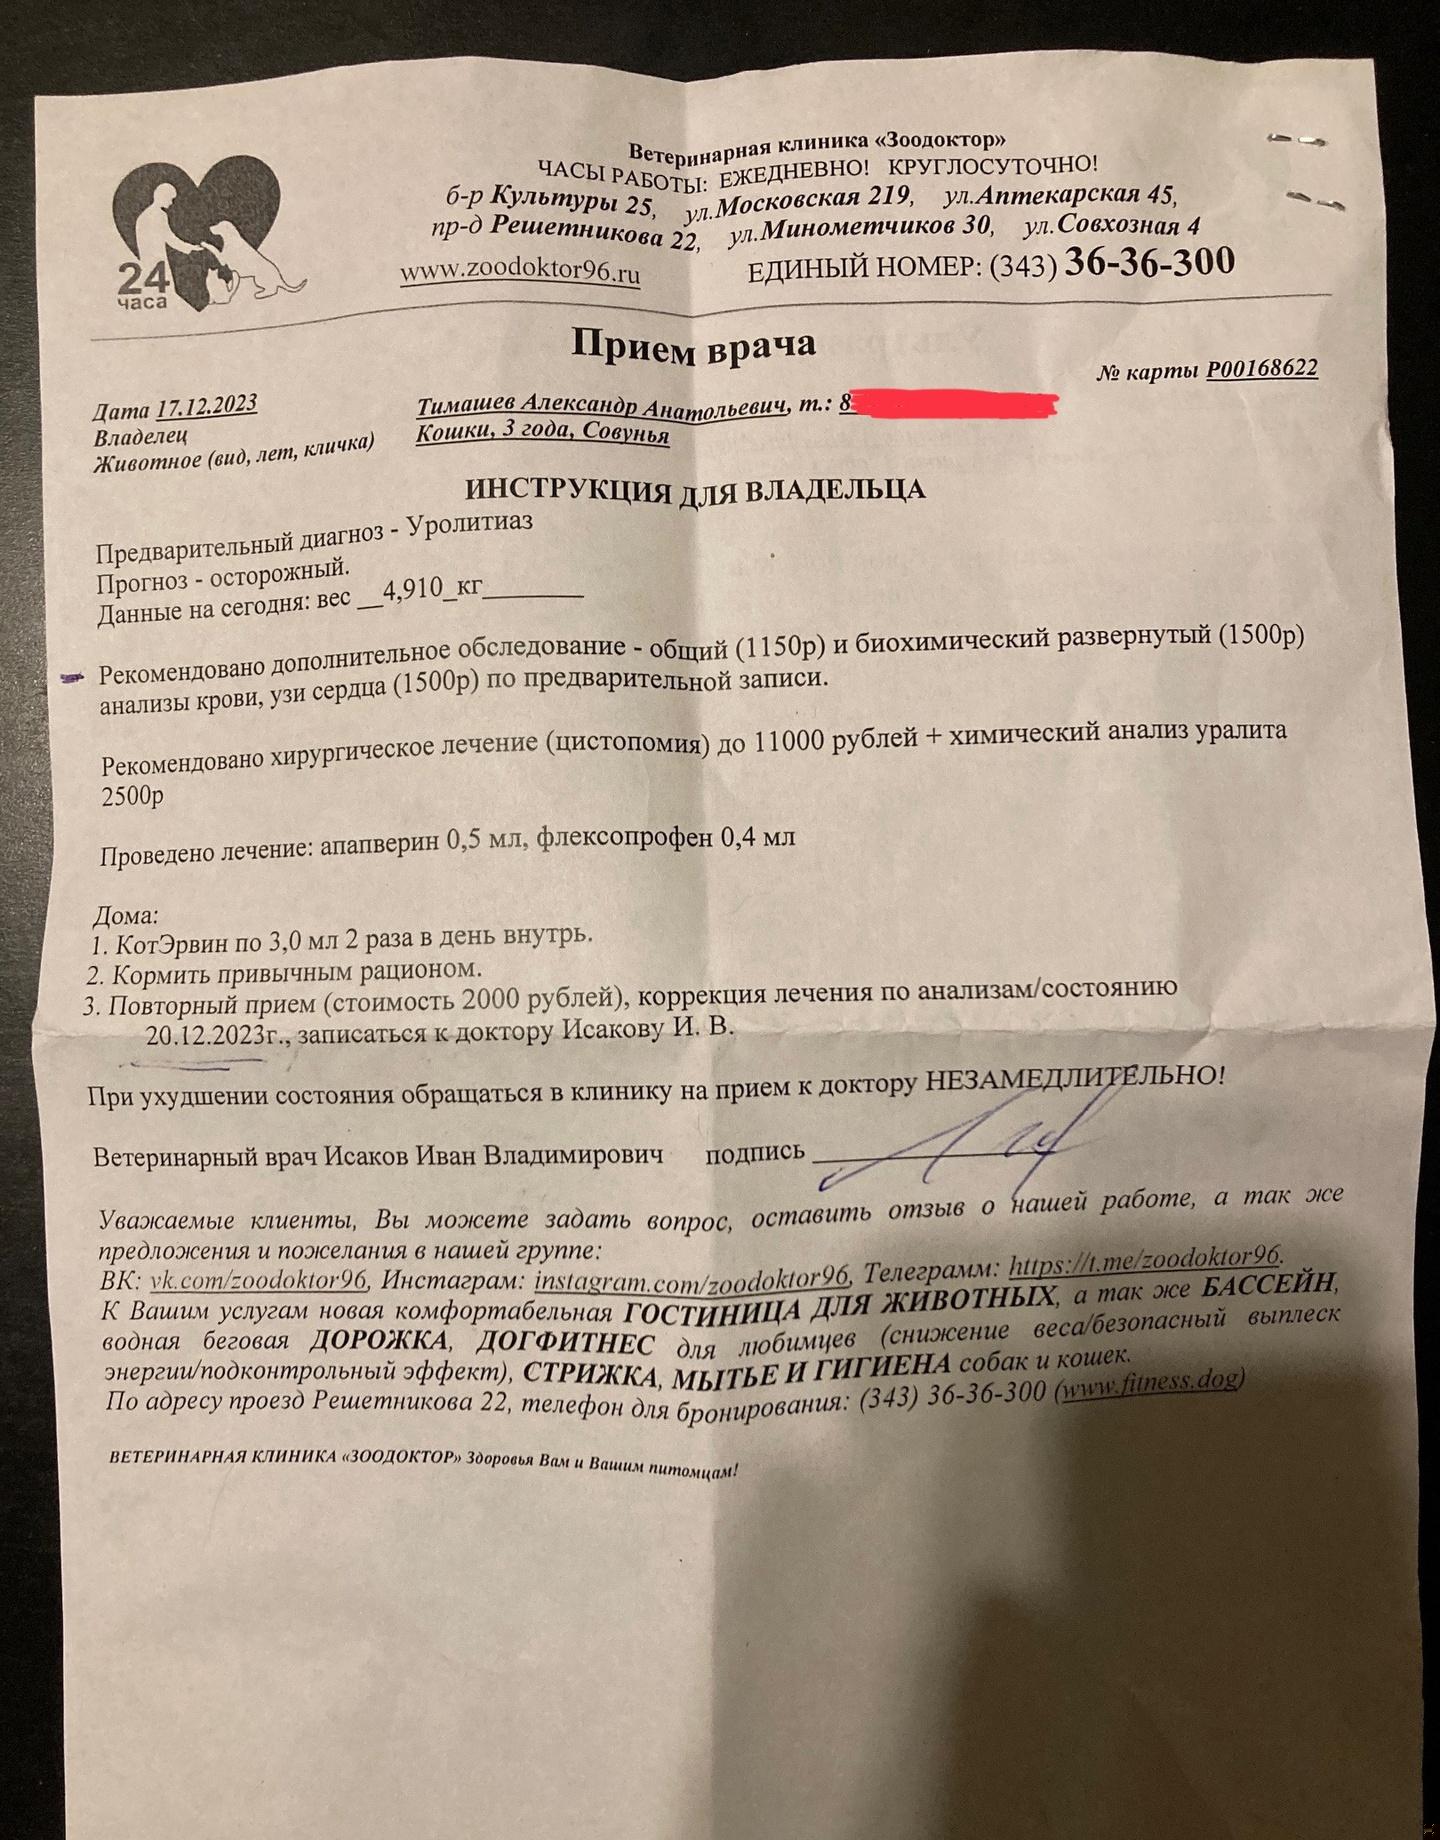 Ветеринарная клиника «Зоодоктор»
ЧАСЫ РАБОТЫ: ЕЖЕДНЕВНО! КРУГЛОСУТОЧНО!
б-р Культуры 25, ул.Московская 219, ул.Аптекарская 45,
пр-д Решетникова 22, ул.Минометчиков 30, ул.Совхозная 4
www.zoodoktor96.ru ЕДИНЫЙ НОМЕР: (343) 36-36-300
24
часа
Прием врача
№ карты Р00168622
Дата 17.12.2023
Владелец Тимашев Александр Анатольевич, т.: 8
Животное (вид, лет, кличка) Кошки, 3 года, Совунья
ИНСТРУКЦИЯ ДЛЯ ВЛАДЕЛЬЦА
Предварительный диагноз - Уролитиаз
Прогноз - осторожный.
Данные на сегодня: вес __4,910_кг________
Рекомендовано дополнительное обследование - общий (1150р) и биохимический развернутый (1500р)
анализы крови, узи сердца (1500р) по предварительной записи.
Рекомендовано хирургическое лечение (цистопомия) до 11000 рублей + химический анализ уралита
2500р
Проведено лечение: апапверин 0,5 мл, флексопрофен 0,4 мл
Дома:
1. КотЭрвин по 3,0 мл 2 раза в день внутрь.
2. Кормить привычным рационом.
3. Повторный прием (стоимость 2000 рублей), коррекция лечения по анализам/состоянию
20.12.2023г., записаться к доктору Исакову И. В.
При ухудшении состояния обращаться в клинику на прием к доктору НЕЗАМЕДЛИТЕЛЬНО!
Ветеринарный врач Исаков Иван Владимирович подпись
Уважаемые клиенты, Вы можете задать вопрос, оставить отзыв о нашей работе, а так же
предложения и пожелания в нашей группе:
ВК: vk.com/zoodoktor96, Инстаграм: instagram.com/zoodoktor96, Телеграмм: https://t.me/zoodoktor96.
К Вашим услугам новая комфортабельная ГОСТИНИЦА ДЛЯ ЖИВОТНЫХ, а так же БАССЕЙН,
водная беговая ДОРОЖКА, ДОГФИТНЕС для любимцев (снижение веса/безопасный выплеск
энергии/подконтрольный эффект), СТРИЖКА, МЫТЬЕ И ГИГИЕНА собак и кошек.
По адресу проезд Решетникова 22, телефон для бронирования: (343) 36-36-300 (www.fitness.dog)
ВЕТЕРИНАРНАЯ КЛИНИКА «ЗООДОКТОР» Здоровья Вам и Вашим питомцам!